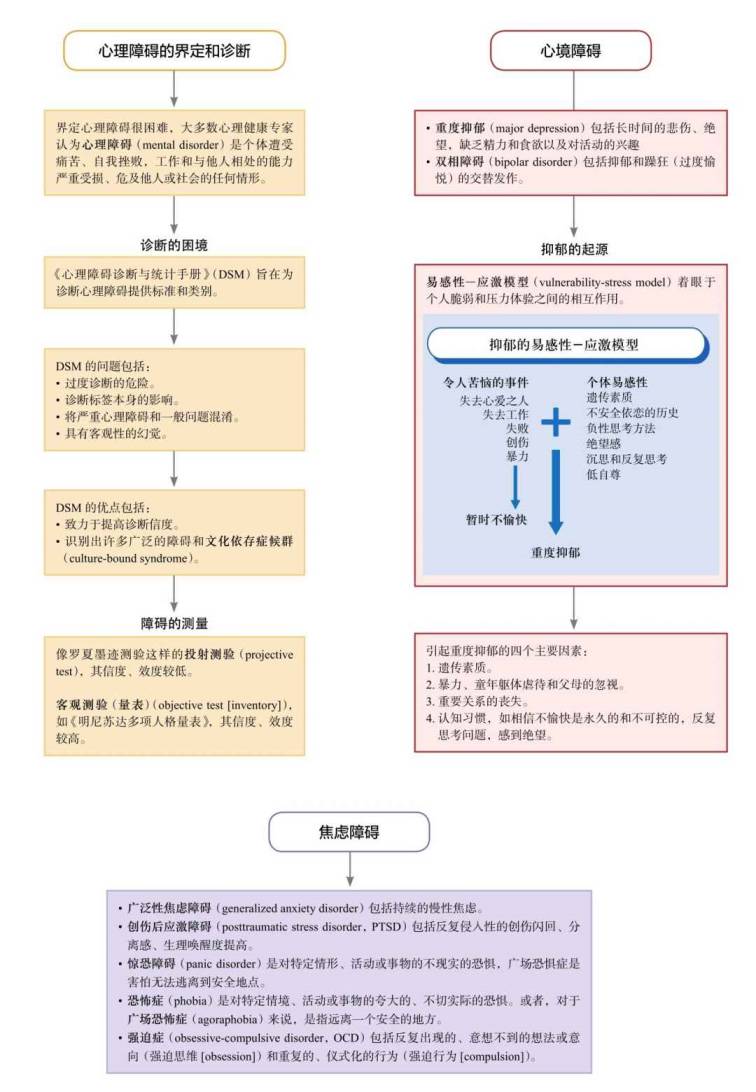 心理障碍的界定和诊断
界定心理障碍很困难，大多数心理健康专家
认为心理障碍（mental disorder）是个体遭受
痛苦、自我挫败，工作和与他人相处的能力
严重受损、危及他人或社会的任何情形。
诊断的困境
《心理障碍诊断与统计手册》（DSM）旨在为
诊断心理障碍提供标准和类别。
DSM 的问题包括：
• 过度诊断的危险。
• 诊断标签本身的影响。
• 将严重心理障碍和一般问题混淆。
• 具有客观性的幻觉。
DSM 的优点包括：
• 致力于提高诊断信度。
• 识别出许多广泛的障碍和文化依存症候群
（culture-bound syndrome）。
障碍的测量
像罗夏墨迹测验这样的投射测验（projective
test），其信度、效度较低。
客观测验（量表）（objective test [inventory]），
如《明尼苏达多项人格量表》，其信度、效度
较高。
心境障碍
• 重度抑郁（major depression）包括长时间的悲伤、绝
望，缺乏精力和食欲以及对活动的兴趣
• 双相障碍（bipolar disorder）包括抑郁和躁狂（过度愉
悦）的交替发作。
抑郁的起源
易感性－应激模型（vulnerability-stress model）着眼于
个人脆弱和压力体验之间的相互作用。
抑郁的易感性－应激模型
令人苦恼的事件
失去心爱之人
失去工作
失败
创伤
暴力
暂时不愉快
个体易感性
遗传素质
不安全依恋的历史
负性思考方法
绝望感
沉思和反复思考
低自尊
重度抑郁
引起重度抑郁的四个主要因素：
1. 遗传素质。
2. 暴力、童年躯体虐待和父母的忽视。
3. 重要关系的丧失。
4. 认知习惯，如相信不愉快是永久的和不可控的，反复
思考问题，感到绝望。
焦虑障碍
• 广泛性焦虑障碍（generalized anxiety disorder）包括持续的慢性焦虑。
• 创伤后应激障碍（posttraumatic stress disorder，PTSD）包括反复侵入性的创伤闪回、分
离感、生理唤醒度提高。
• 惊恐障碍（panic disorder）是对特定情形、活动或事物的不现实的恐惧，广场恐惧症是
害怕无法逃离到安全地点。
• 恐怖症（phobia）是对特定情境、活动或事物的夸大的、不切实际的恐惧。或者，对于
广场恐怖症（agoraphobia）来说，是指远离一个安全的地方。
• 强迫症（obsessive-compulsive disorder，OCD）包括反复出现的、意想不到的想法或意
向（强迫思维 [obsession]）和重复的、仪式化的行为（强迫行为 [compulsion]）。